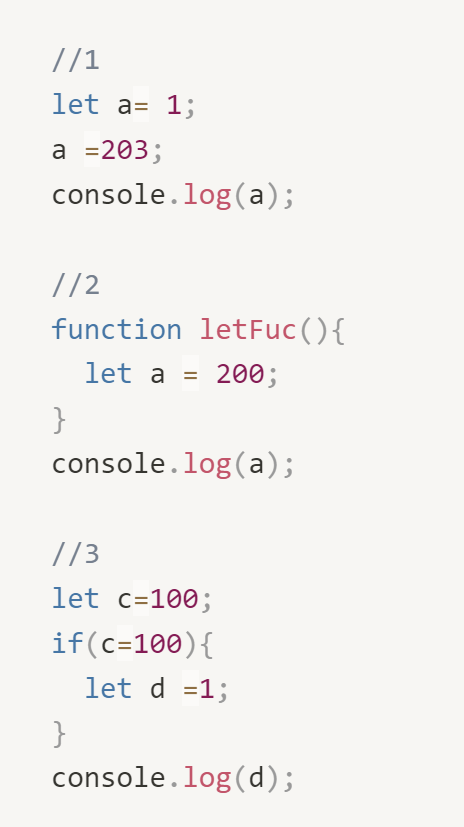 //1
let a= 1;
a =203;
console.log(a);

//2
function letFuc(){
  let a = 200;
}
console.log(a);

//3
let c=100;
if(c=100){
  let d =1;
}
console.log(d);